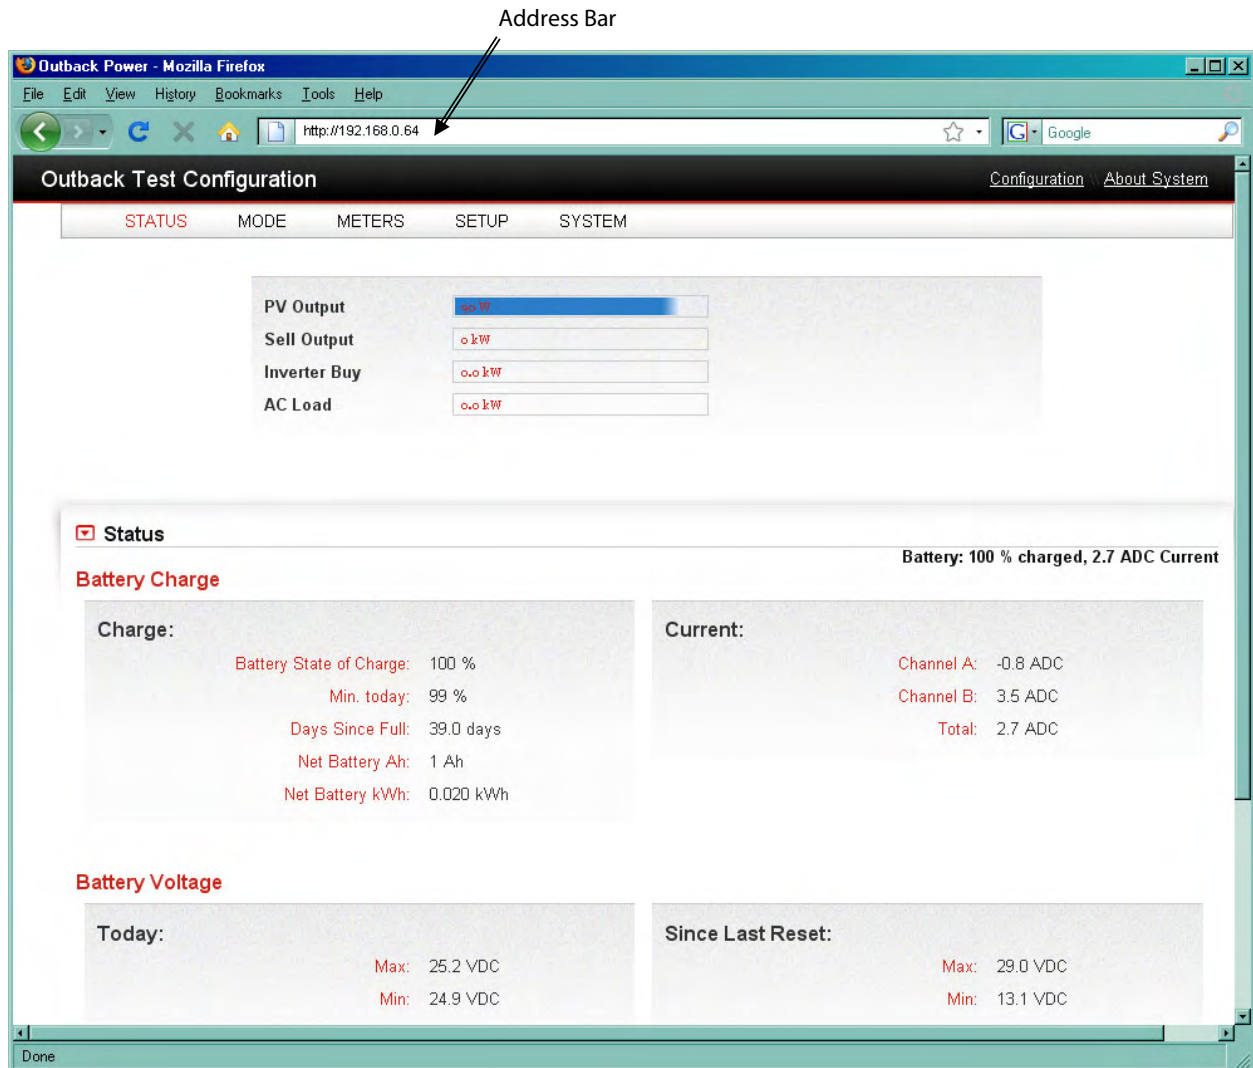 Address Bar
Outback Power - Mozilla Firefox
File Edit View History Bookmarks Tools Help
http://192.168.0.64
G Google
Outback Test Configuration
Configuration \\ About System
STATUS MODE METERS SETUP SYSTEM
PV Output 90 W
Sell Output 0 kW
Inverter Buy 0.0 kW
AC Load 0.0 kW
Status
Battery: 100 % charged, 2.7 ADC Current
Battery Charge
Charge:
Battery State of Charge: 100 %
Min. today: 99 %
Days Since Full: 39.0 days
Net Battery Ah: 1 Ah
Net Battery kWh: 0.020 kWh
Current:
Channel A: -0.8 ADC
Channel B: 3.5 ADC
Total: 2.7 ADC
Battery Voltage
Today:
Max: 25.2 VDC
Min: 24.9 VDC
Since Last Reset:
Max: 29.0 VDC
Min: 13.1 VDC
Done